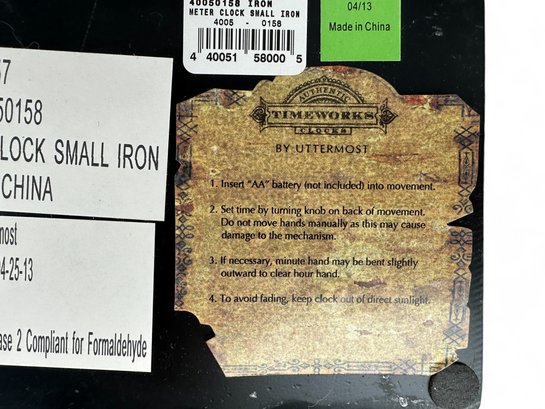 40050158 IRON
METER CLOCK SMALL IRON
4005 - 0158
4 40051 58000 5
04/13
Made in China
57
50158
LOCK SMALL IRON
CHINA
most
4-25-13
ase 2 Compliant for Formaldehyde
AUTHENTIC
TIMEWORKS
CLOCKS
BY UTTERMOST
1. Insert "AA" battery (not included) into movement.
2. Set time by turning knob on back of movement.
Do not move hands manually as this may cause
damage to the mechanism.
3. If necessary, minute hand may be bent slightly
outward to clear hour hand.
4. To avoid fading, keep clock out of direct sunlight.